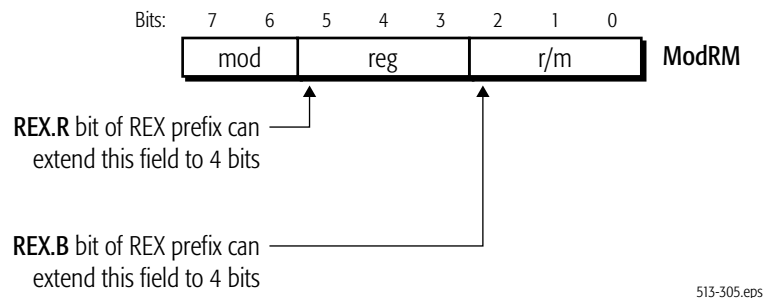 Bits: 7 6 5 4 3 2 1 0
mod reg r/m ModRM
REX.R bit of REX prefix can
extend this field to 4 bits
REX.B bit of REX prefix can
extend this field to 4 bits
513-305.eps